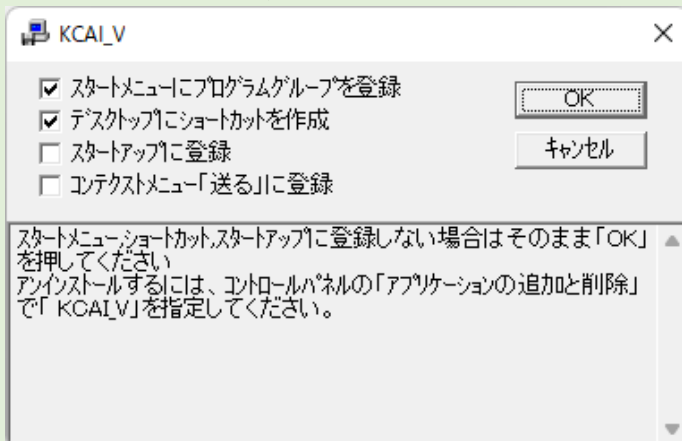 KCAI_V
スタートメニューにプログラムグループを登録
デスクトップにショートカットを作成
スタートアップに登録
コンテクストメニュー「送る」に登録
OK
キャンセル
スタートメニュー,ショートカット,スタートアップに登録しない場合はそのまま「OK」
を押してください
アンインストールするには、コントロールパネルの「アプリケーションの追加と削除」
で「 KCAI_V」を指定してください。